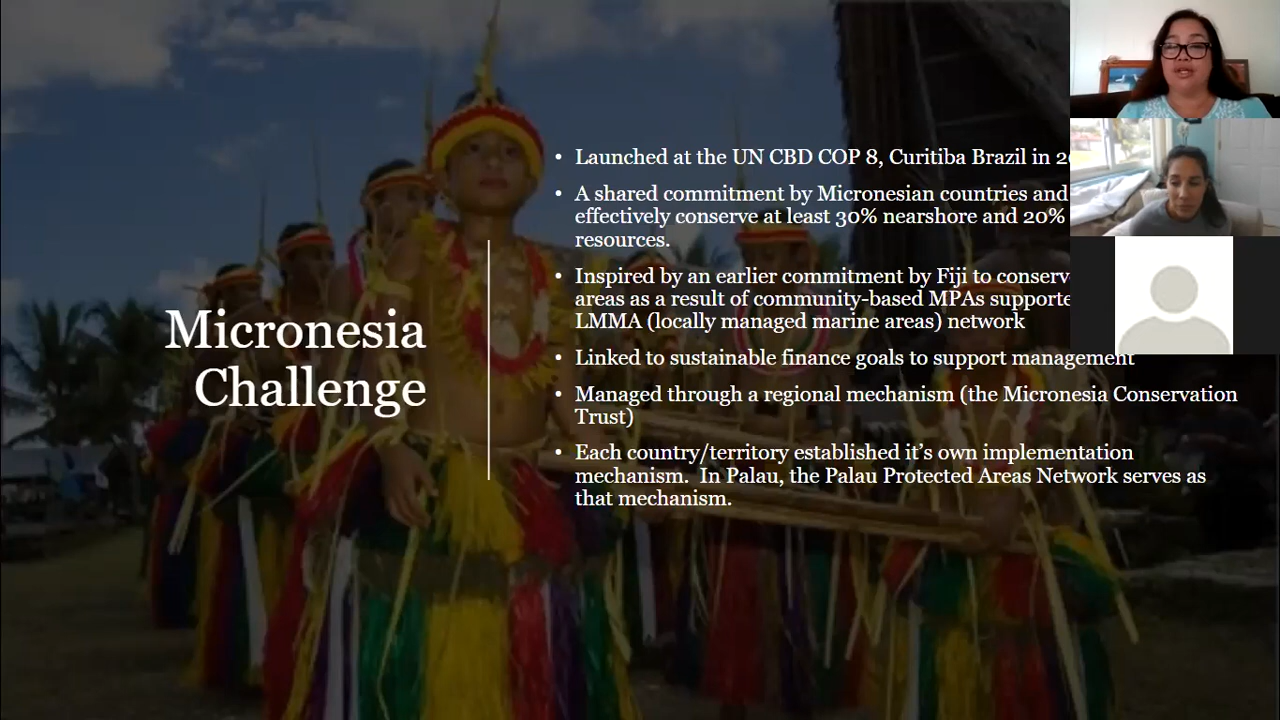 Micronesia
Challenge
• Launched at the UN CBD COP 8, Curitiba Brazil in
• A shared commitment by Micronesian countries and
effectively conserve at least 30% nearshore and 20%
resources.
• Inspired by an earlier commitment by Fiji to
areas as a result of community-based MPAs
LMMA (locally managed marine areas) network
• Linked to sustainable finance goals to support management
• Managed through a regional mechanism (the Micronesia Conservation
Trust)
• Each country/territory established it’s own implementation
mechanism. In Palau, the Palau Protected Areas Network serves as
that mechanism.